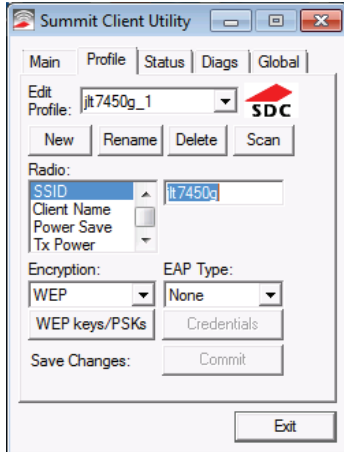 Summit Client Utility
Main Profile Status Diags Global
Edit Profile: jlt7450g_1 SDC
New Rename Delete Scan
Radio:
SSID jlt7450g
Client Name
Power Save
Tx Power
Encryption: EAP Type:
WEP None
WEP keys/PSKs Credentials
Save Changes: Commit
Exit